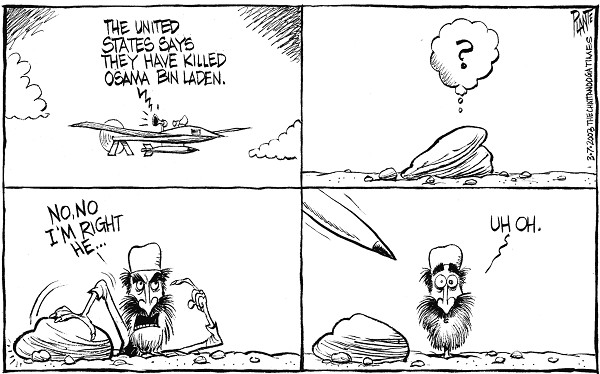 THE UNITED
STATES SAYS
THEY HAVE KILLED
OSAMA BIN LADEN.
?
PLANTE
3-7-2003 THE CHATTANOOGA TIMES
NO, NO
I'M RIGHT
HE...
UH OH.